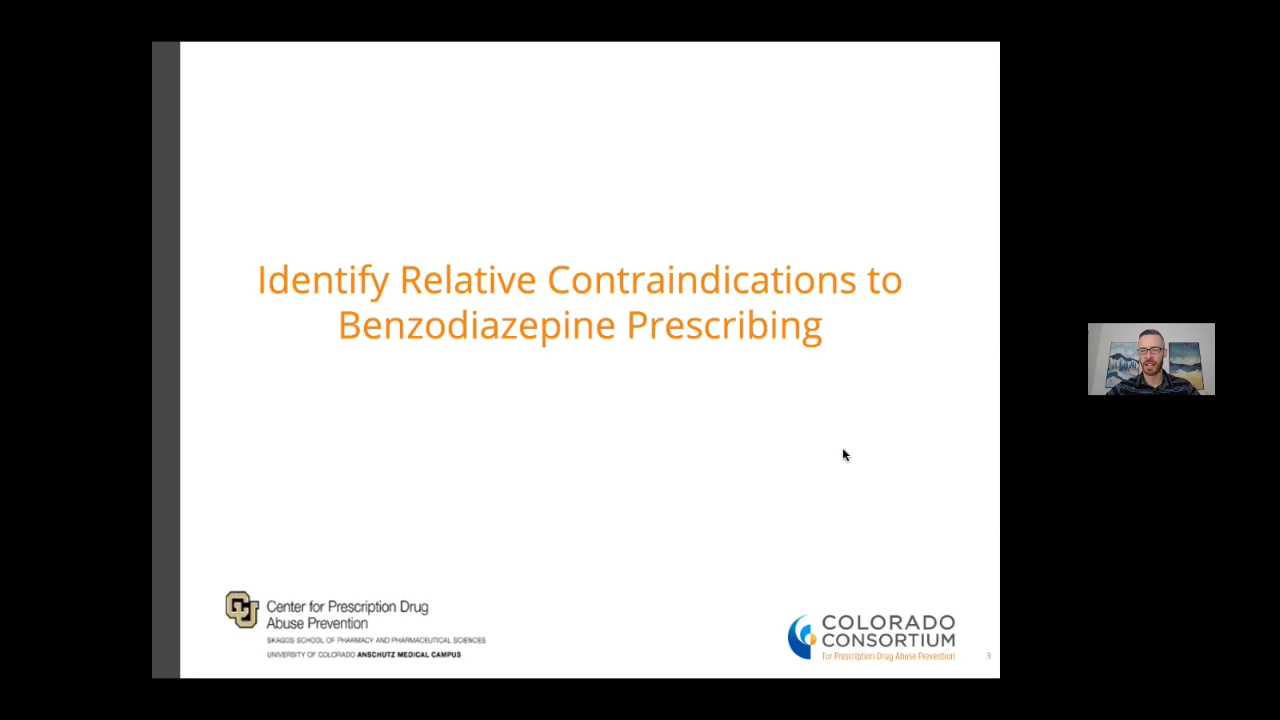 Identify Relative Contraindications to
Benzodiazepine Prescribing
CU
Center for Prescription Drug
Abuse Prevention
SKAGGS SCHOOL OF PHARMACY AND PHARMACEUTICAL SCIENCES
UNIVERSITY OF COLORADO ANSCHUTZ MEDICAL CAMPUS
COLORADO
CONSORTIUM
for Prescription Drug Abuse Prevention
3